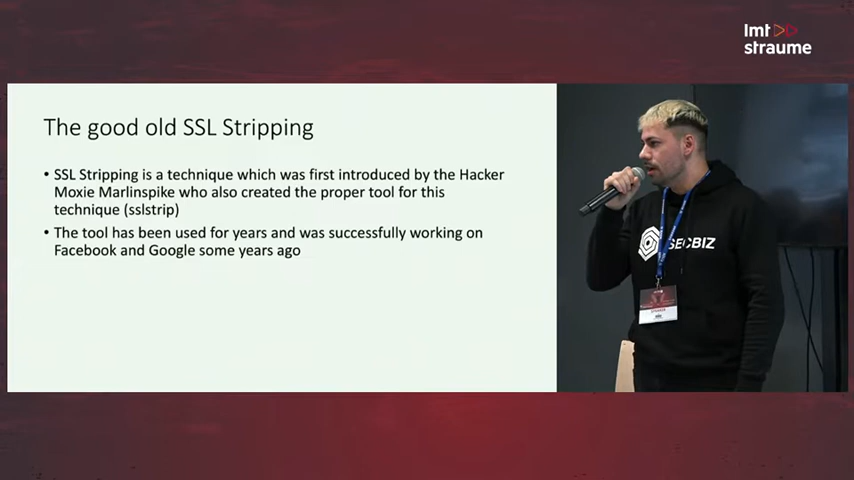 lmt
straume
The good old SSL Stripping
• SSL Stripping is a technique which was first introduced by the Hacker
Moxie Marlinspike who also created the proper tool for this
technique (sslstrip)
• The tool has been used for years and was successfully working on
Facebook and Google some years ago
SECBIZ
SPEAKER